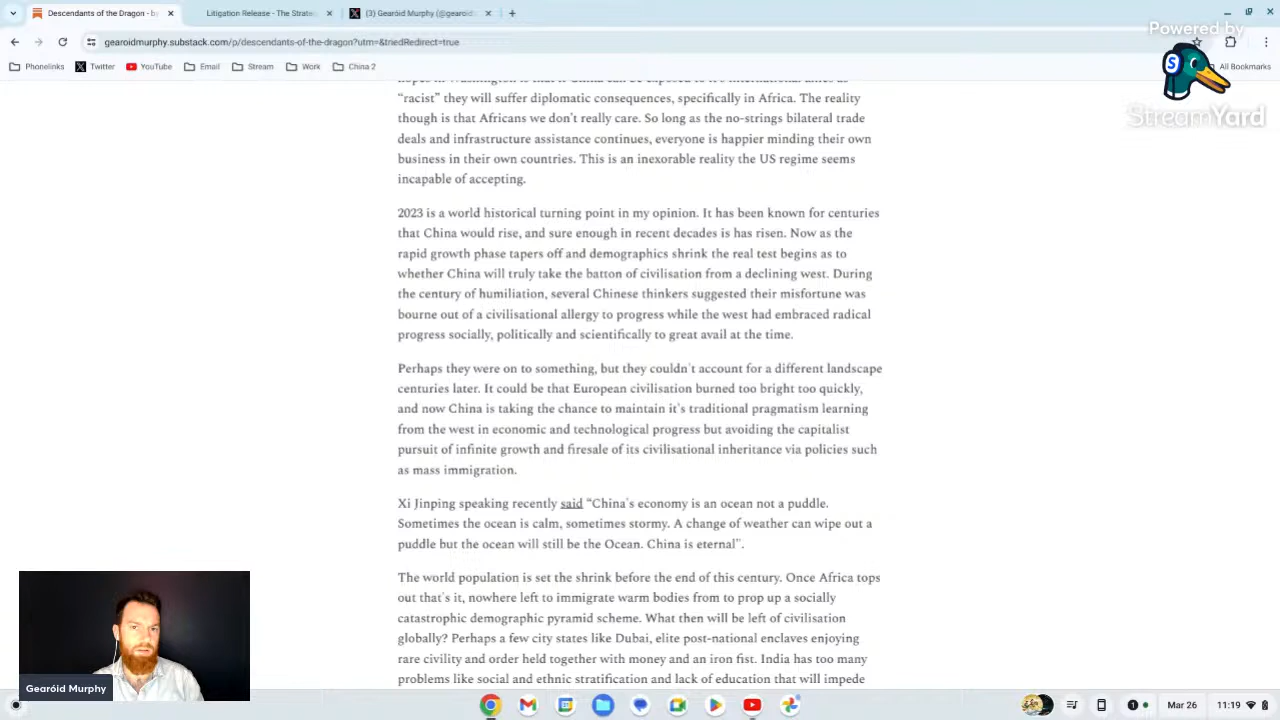 Descendants of the Dragon - by
Litigation Release - The Strate
(3) Gearóid Murphy (@gearoid
gearoidmurphy.substack.com/p/descendants-of-the-dragon?utm=&triedRedirect=true
Phonelinks
Twitter
YouTube
Email
Stream
Work
China 2
All Bookmarks
Powered by
StreamYard
"racist" they will suffer diplomatic consequences, specifically in Africa. The reality
though is that Africans we don't really care. So long as the no-strings bilateral trade
deals and infrastructure assistance continues, everyone is happier minding their own
business in their own countries. This is an inexorable reality the US regime seems
incapable of accepting.
2023 is a world historical turning point in my opinion. It has been known for centuries
that China would rise, and sure enough in recent decades is has risen. Now as the
rapid growth phase tapers off and demographics shrink the real test begins as to
whether China will truly take the batton of civilisation from a declining west. During
the century of humiliation, several Chinese thinkers suggested their misfortune was
bourne out of a civilisational allergy to progress while the west had embraced radical
progress socially, politically and scientifically to great avail at the time.
Perhaps they were on to something, but they couldn't account for a different landscape
centuries later. It could be that European civilisation burned too bright too quickly,
and now China is taking the chance to maintain it's traditional pragmatism learning
from the west in economic and technological progress but avoiding the capitalist
pursuit of infinite growth and firesale of its civilisational inheritance via policies such
as mass immigration.
Xi Jinping speaking recently said "China's economy is an ocean not a puddle.
Sometimes the ocean is calm, sometimes stormy. A change of weather can wipe out a
puddle but the ocean will still be the Ocean. China is eternal".
The world population is set the shrink before the end of this century. Once Africa tops
out that's it, nowhere left to immigrate warm bodies from to prop up a socially
catastrophic demographic pyramid scheme. What then will be left of civilisation
globally? Perhaps a few city states like Dubai, elite post-national enclaves enjoying
rare civility and order held together with money and an iron fist. India has too many
problems like social and ethnic stratification and lack of education that will impede
Gearóid Murphy
Mar 26
11:19